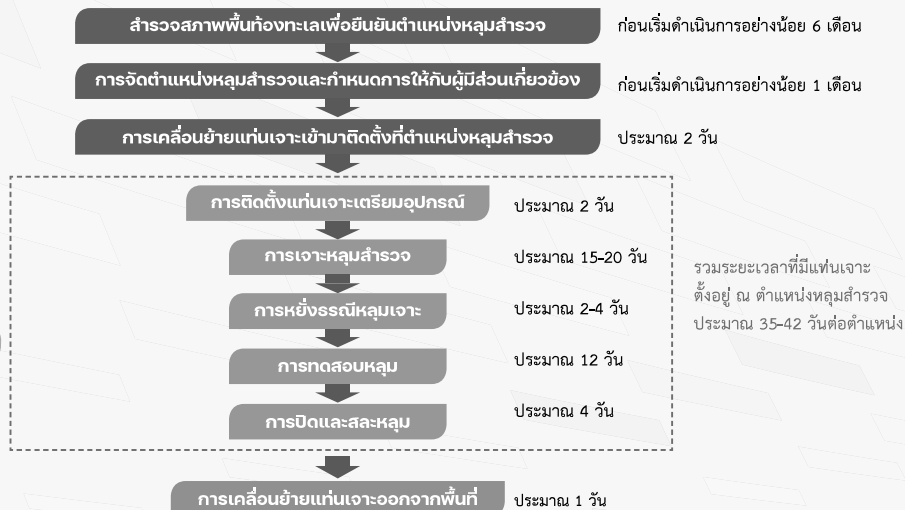 สำรวจสภาพพื้นท้องทะเลเพื่อยืนยันตำแหน่งหลุมสำรวจ
ก่อนเริ่มดำเนินการอย่างน้อย 6 เดือน
การจัดตำแหน่งหลุมสำรวจและกำหนดการให้กับผู้มีส่วนเกี่ยวข้อง
ก่อนเริ่มดำเนินการอย่างน้อย 1 เดือน
การเคลื่อนย้ายแท่นเจาะเข้ามาติดตั้งที่ตำแหน่งหลุมสำรวจ
ประมาณ 2 วัน
การติดตั้งแท่นเจาะเตรียมอุปกรณ์
ประมาณ 2 วัน
การเจาะหลุมสำรวจ
ประมาณ 15-20 วัน
การหยั่งธรณีหลุมเจาะ
ประมาณ 2-4 วัน
การทดสอบหลุม
ประมาณ 12 วัน
การปิดและสละหลุม
ประมาณ 4 วัน
รวมระยะเวลาที่มีแท่นเจาะ
ตั้งอยู่ ณ ตำแหน่งหลุมสำรวจ
ประมาณ 35-42 วันต่อตำแหน่ง
การเคลื่อนย้ายแท่นเจาะออกจากพื้นที่
ประมาณ 1 วัน